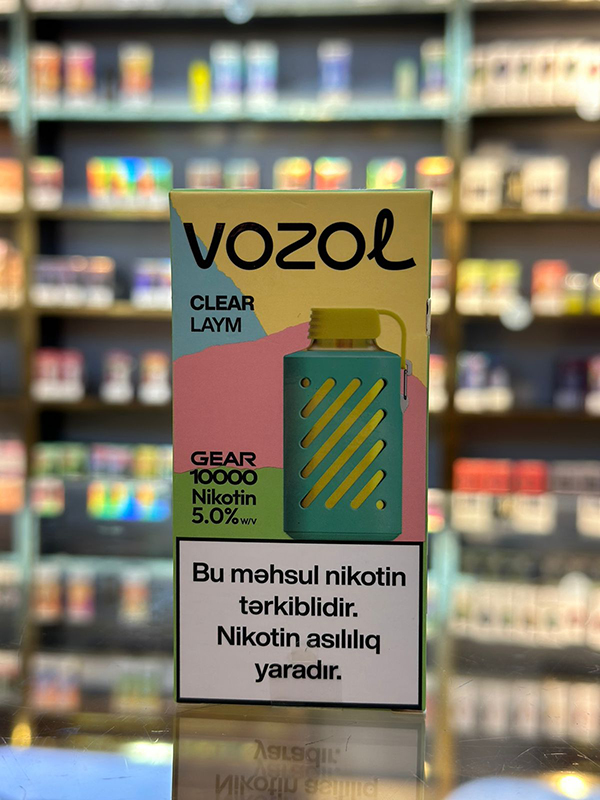 VOZOL
CLEAR
LAYM
GEAR
10000
Nikotin
5.0% w/v
Bu məhsul nikotin
tərkiblidir.
Nikotin asılılıq
yaradır.